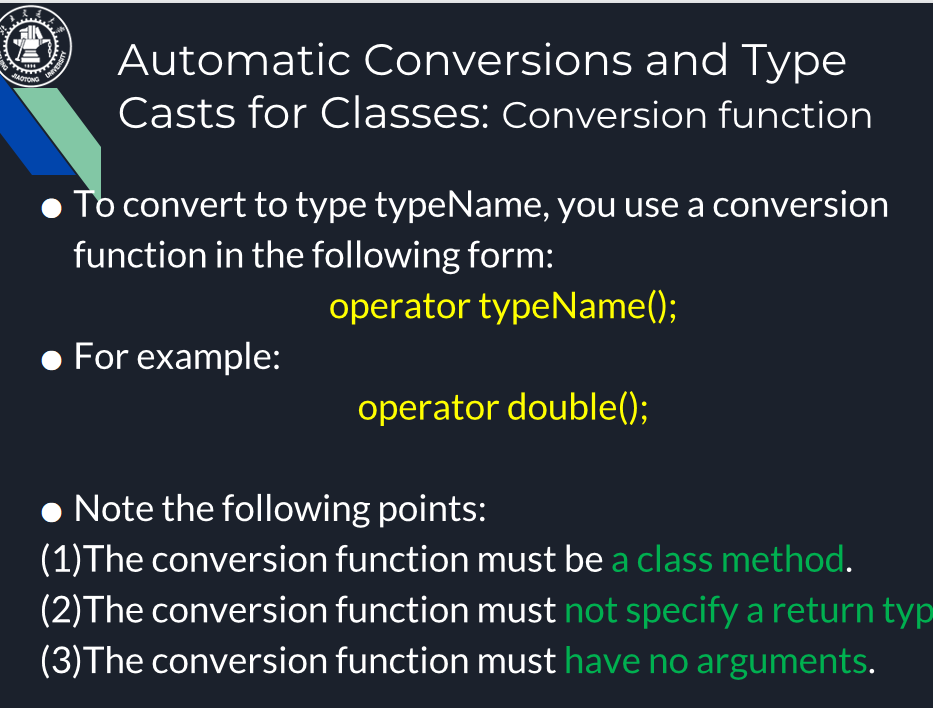 JIAOTONG UNIVERSITY
Automatic Conversions and Type
Casts for Classes: Conversion function
● To convert to type typeName, you use a conversion
function in the following form:
operator typeName();
● For example:
operator double();
● Note the following points:
(1)The conversion function must be a class method.
(2)The conversion function must not specify a return typ
(3)The conversion function must have no arguments.